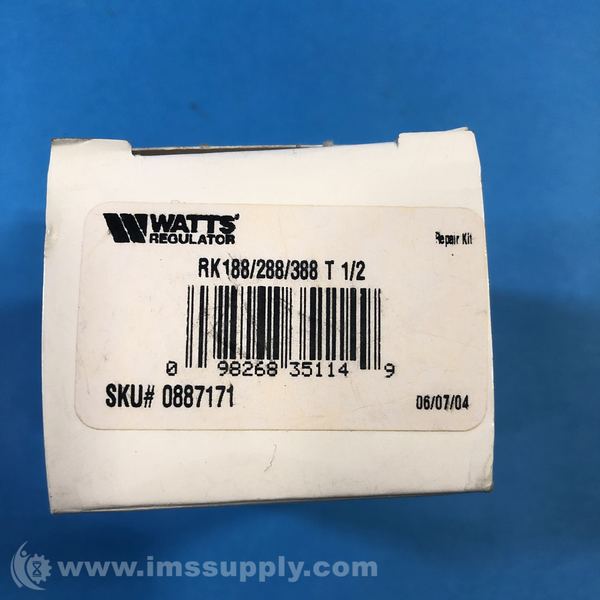 WATTS
REGULATOR
Repair Kit
RK188/288/388 T 1/2
0 98268 35114 9
SKU# 0887171
06/07/04
www.imssupply.com